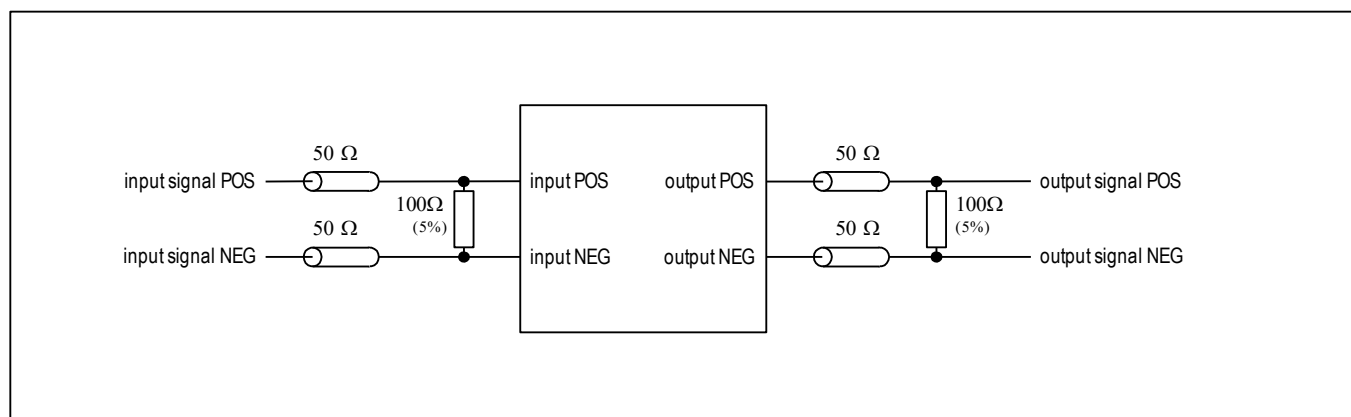 50 Ω
50 Ω
input signal POS
input POS
output POS
output signal POS
100Ω
(5%)
100Ω
(5%)
50 Ω
50 Ω
input signal NEG
input NEG
output NEG
output signal NEG